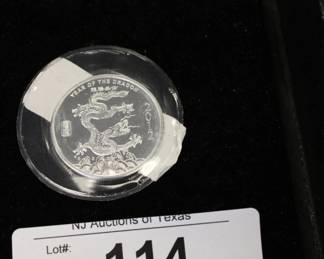 YEAR OF THE DRAGON
2012
NJ Auctions of Texas
Lot#:
114